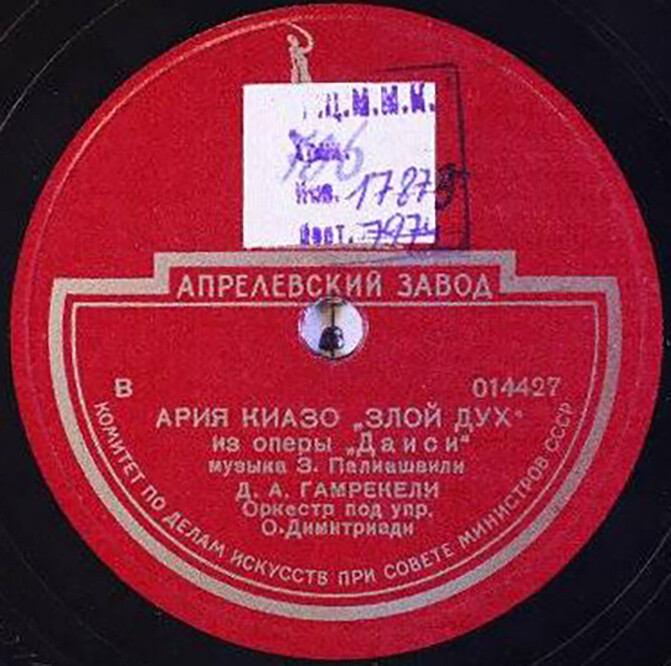 Г.Ц.М.М.К.
Инв. 17879
АПРЕЛЕВСКИЙ ЗАВОД
В 014427
АРИЯ КИАЗО „ЗЛОЙ ДУХ“
из оперы „Даиси“
музыка З. Палиашвили
Д. А. ГАМРЕКЕЛИ
Оркестр под упр.
О. Димитриади
КОМИТЕТ ПО ДЕЛАМ ИСКУССТВ ПРИ СОВЕТЕ МИНИСТРОВ СССР